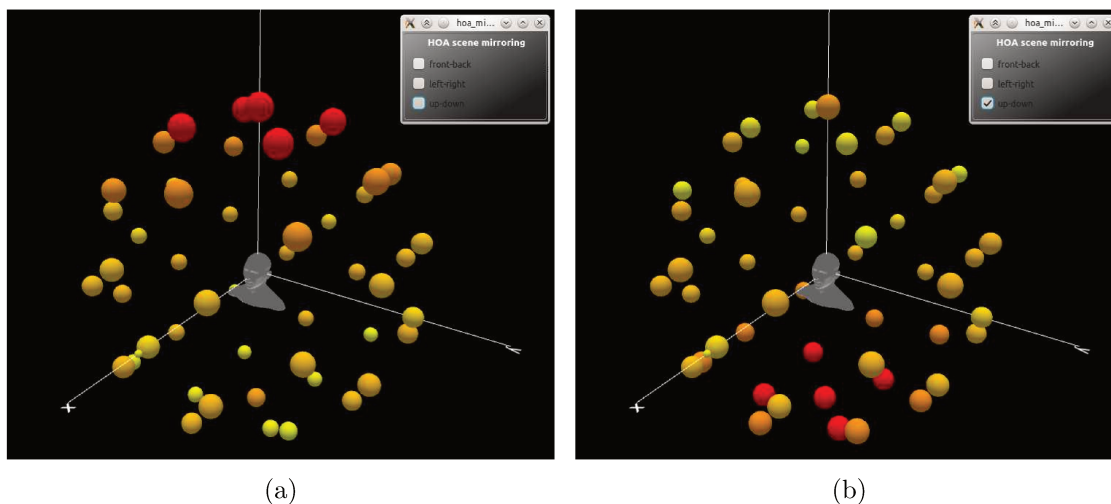 hoa_mi...
HOA scene mirroring
front-back
left-right
up-down
X
Y
(a)
hoa_mi...
HOA scene mirroring
front-back
left-right
up-down
X
Y
(b)